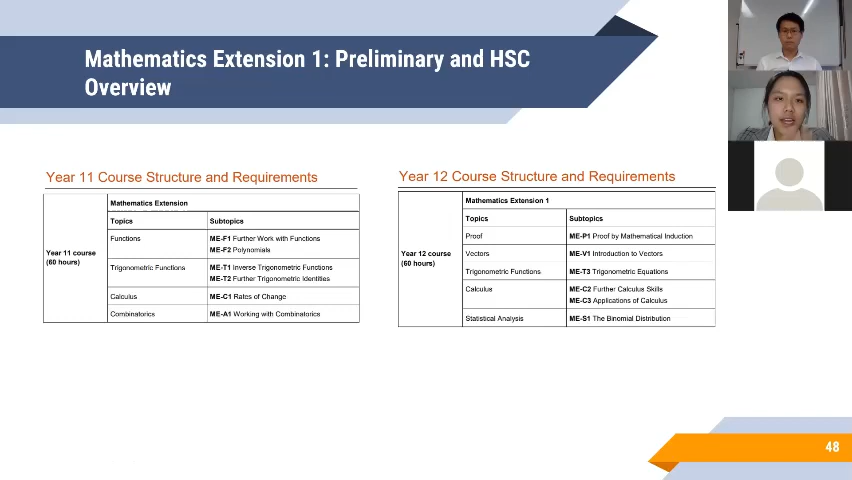 Mathematics Extension 1: Preliminary and HSC
Overview
Year 11 Course Structure and Requirements
Mathematics Extension
Topics Subtopics
Year 11 course
(60 hours)
Functions ME-F1 Further Work with Functions
ME-F2 Polynomials
Trigonometric Functions ME-T1 Inverse Trigonometric Functions
ME-T2 Further Trigonometric Identities
Calculus ME-C1 Rates of Change
Combinatorics ME-A1 Working with Combinatorics
Year 12 Course Structure and Requirements
Mathematics Extension 1
Topics Subtopics
Year 12 course
(60 hours)
Proof ME-P1 Proof by Mathematical Induction
Vectors ME-V1 Introduction to Vectors
Trigonometric Functions ME-T3 Trigonometric Equations
Calculus ME-C2 Further Calculus Skills
ME-C3 Applications of Calculus
Statistical Analysis ME-S1 The Binomial Distribution
48